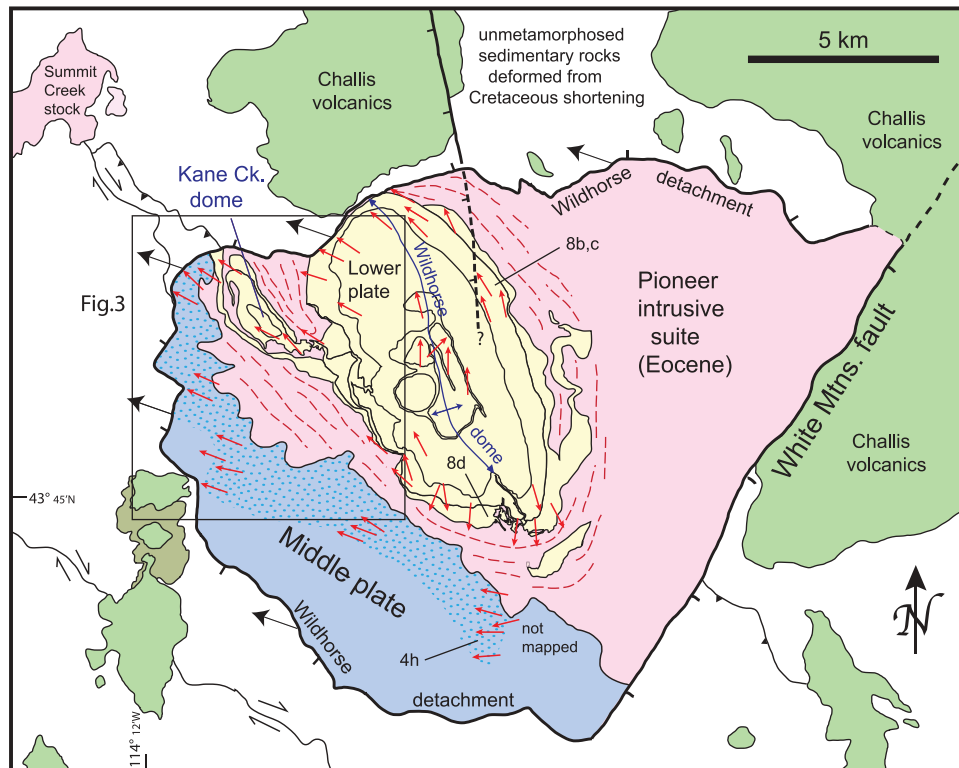 unmetamorphosed
sedimentary rocks
deformed from
Cretaceous shortening
5 km
Summit
Creek
stock
Challis
volcanics
Challis
volcanics
Kane Ck.
dome
Wildhorse
detachment
8b,c
Lower
plate
Wildhorse
dome
Fig.3
?
Pioneer
intrusive
suite
(Eocene)
White Mtns. fault
8d
Challis
volcanics
43° 45'N
Middle plate
Wildhorse
detachment
not
mapped
4h
N
114° 12'W